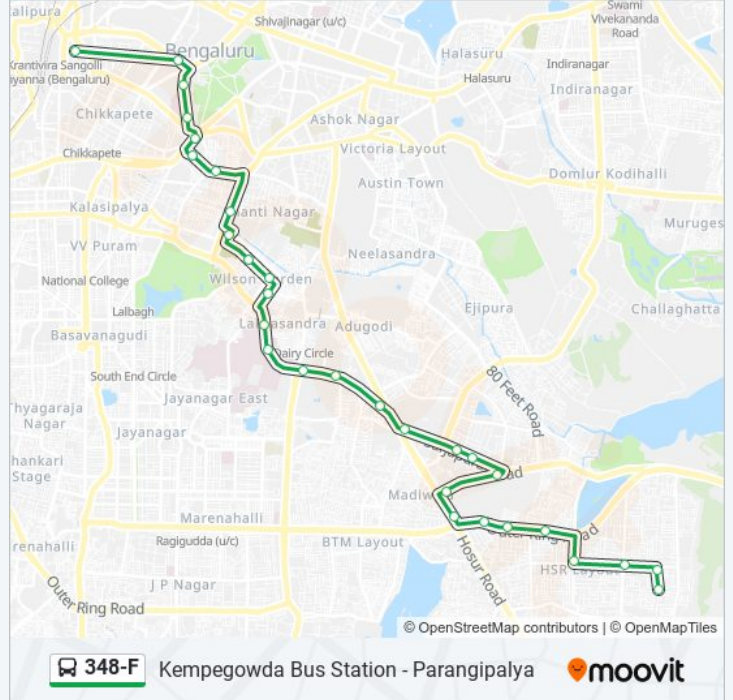 alipura
Shivajinagar (u/c)
Swami
Vivekananda
Road
Bengaluru
Krantivira Sangolli
ayanna (Bengaluru)
Halasuru
Indiranagar
Halasuru
Indiranagar
Chikkapete
Ashok Nagar
Chikkapete
Victoria Layout
Domlur Kodihalli
Austin Town
Kalasipalya
hanti Nagar
Muruges
VV Puram
Neelasandra
National College
Wilson Garden
Ejipura
Challaghatta
Lalbagh
Lakkasandra
Adugodi
Basavanagudi
Dairy Circle
South End Circle
80 Feet Road
Jayanagar East
Thyagaraja
Nagar
Jayanagar
hankari
Stage
Road
Madiwala
Marenahalli
Outer Ring Road
renahalli
Ragigudda (u/c)
BTM Layout
Hosur Road
HSR Layout
J P Nagar
Outer Ring Road
© OpenStreetMap contributors | © OpenMapTiles
348-F Kempegowda Bus Station - Parangipalya
moovit